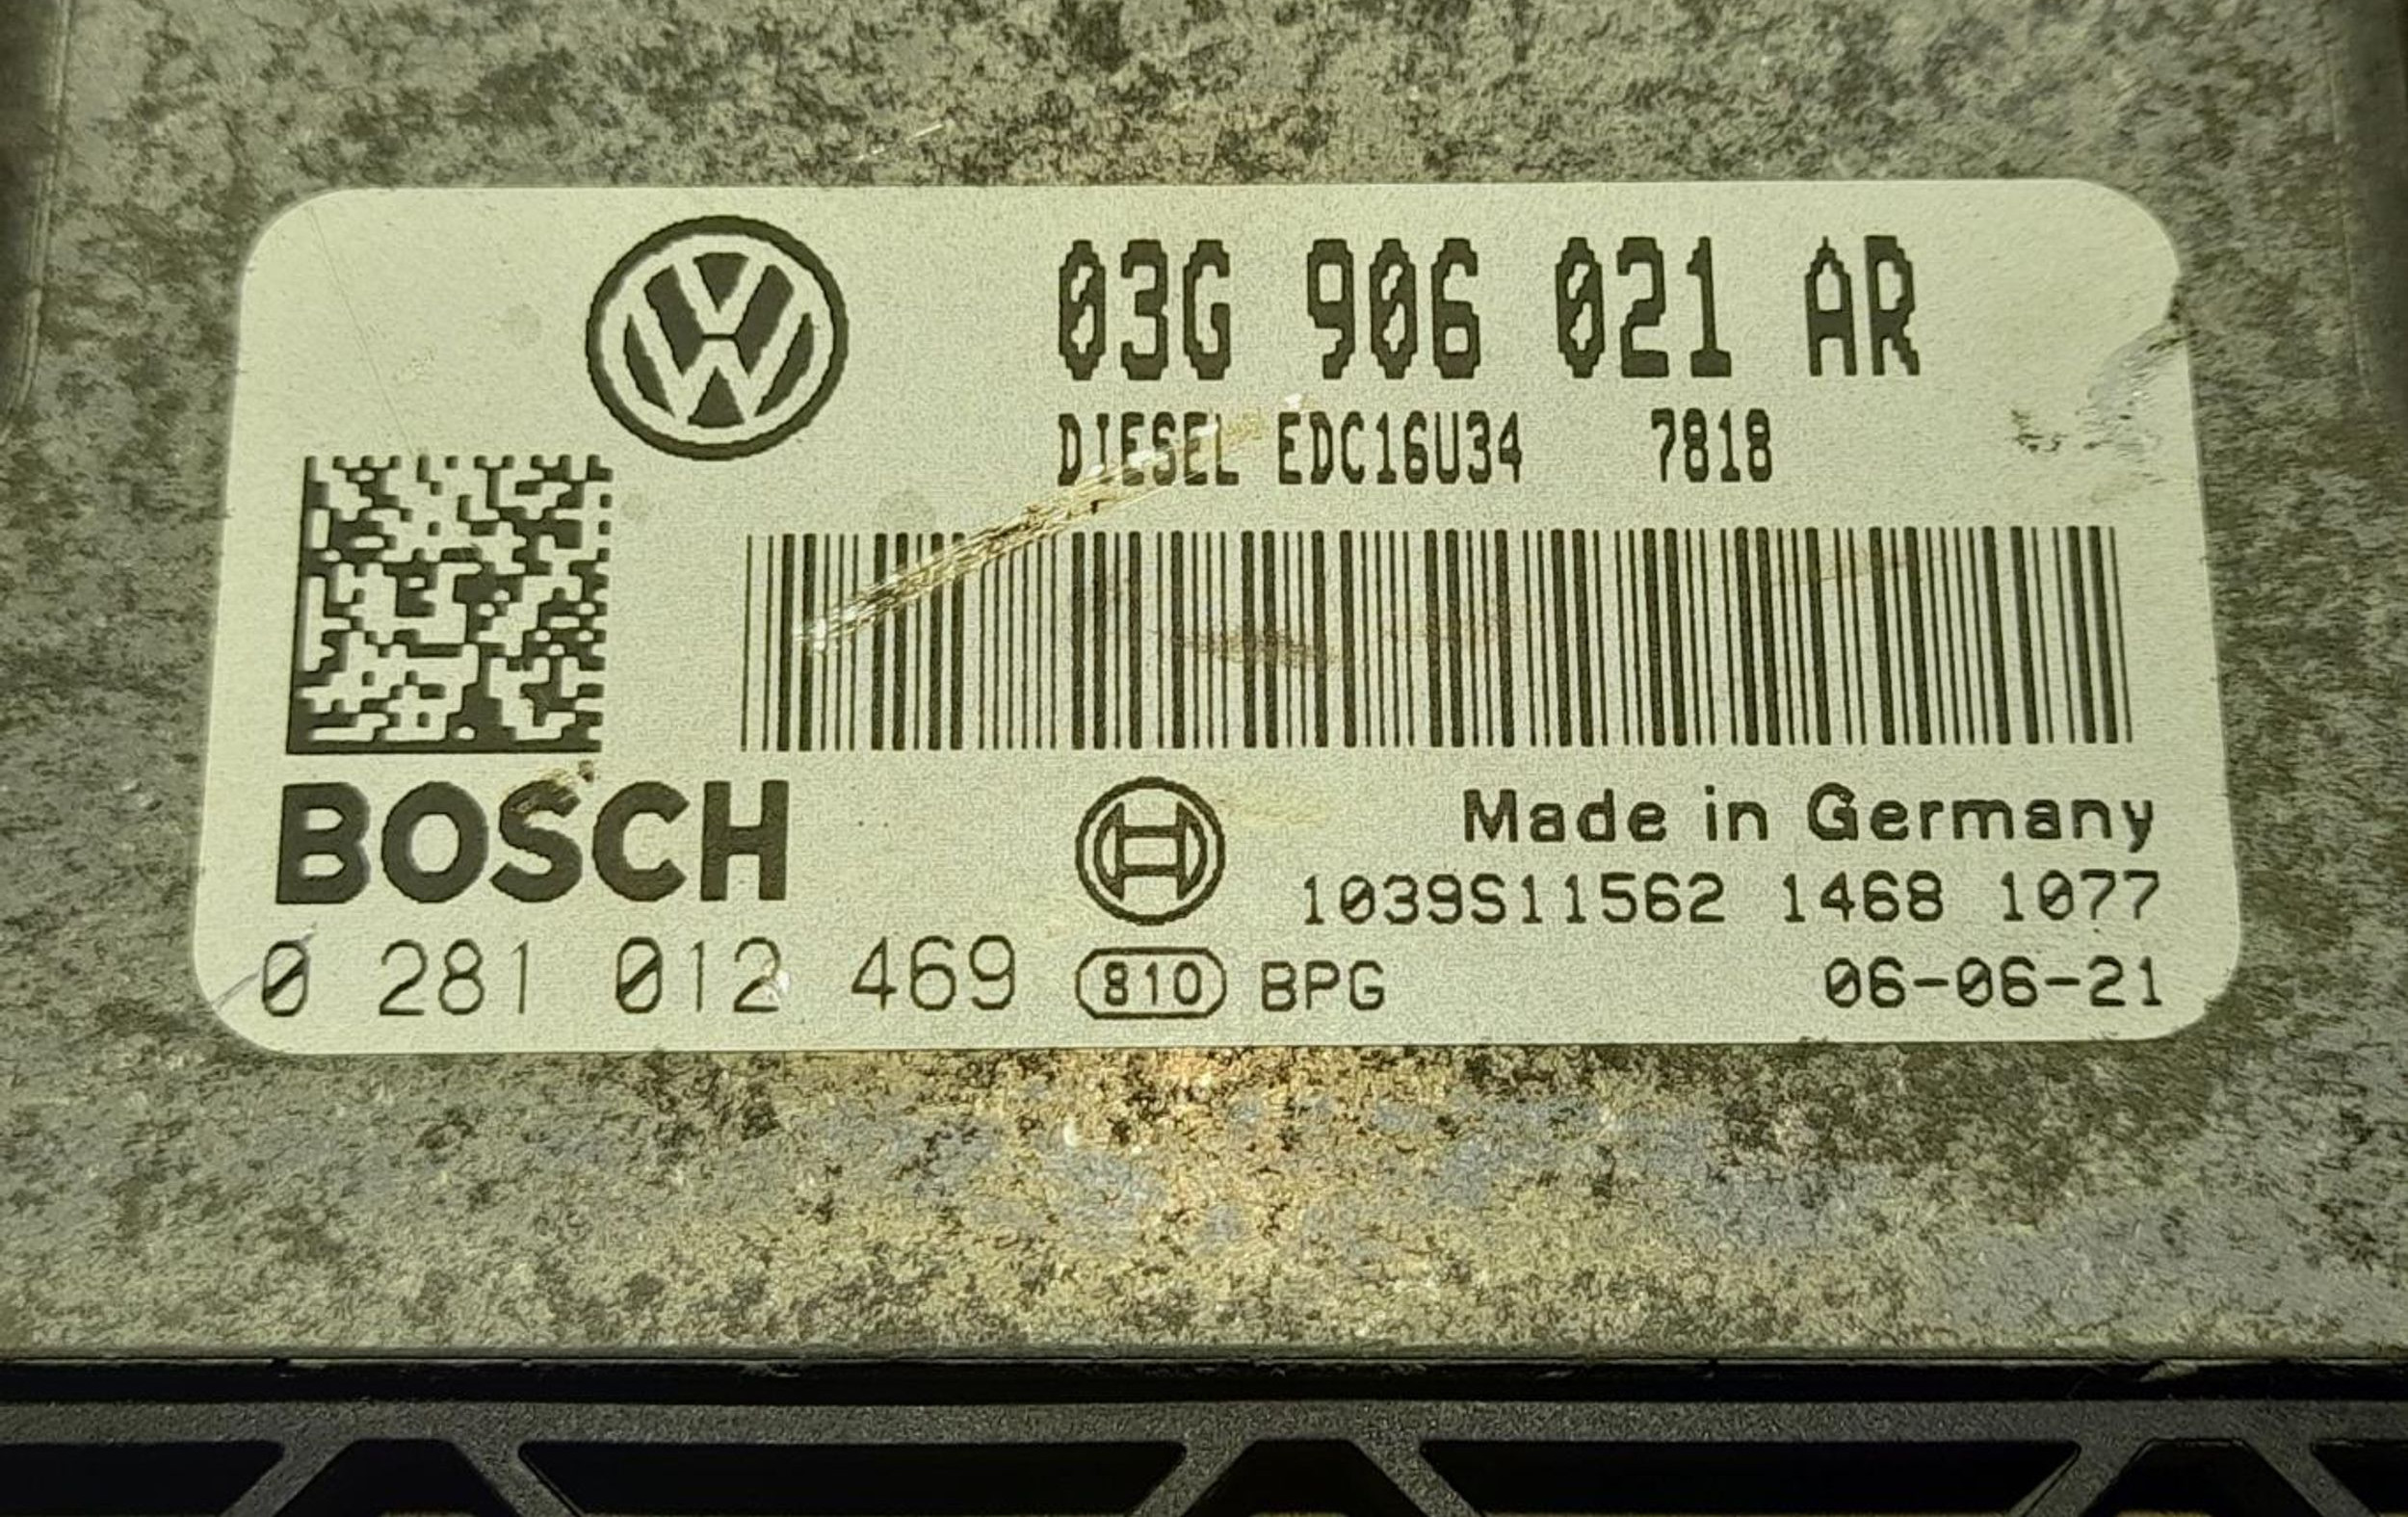 03G 906 021 AR
DIESEL EDC16U34 7818
BOSCH
Made in Germany
1039S11562 1468 1077
0 281 012 469 810 BPG 06-06-21